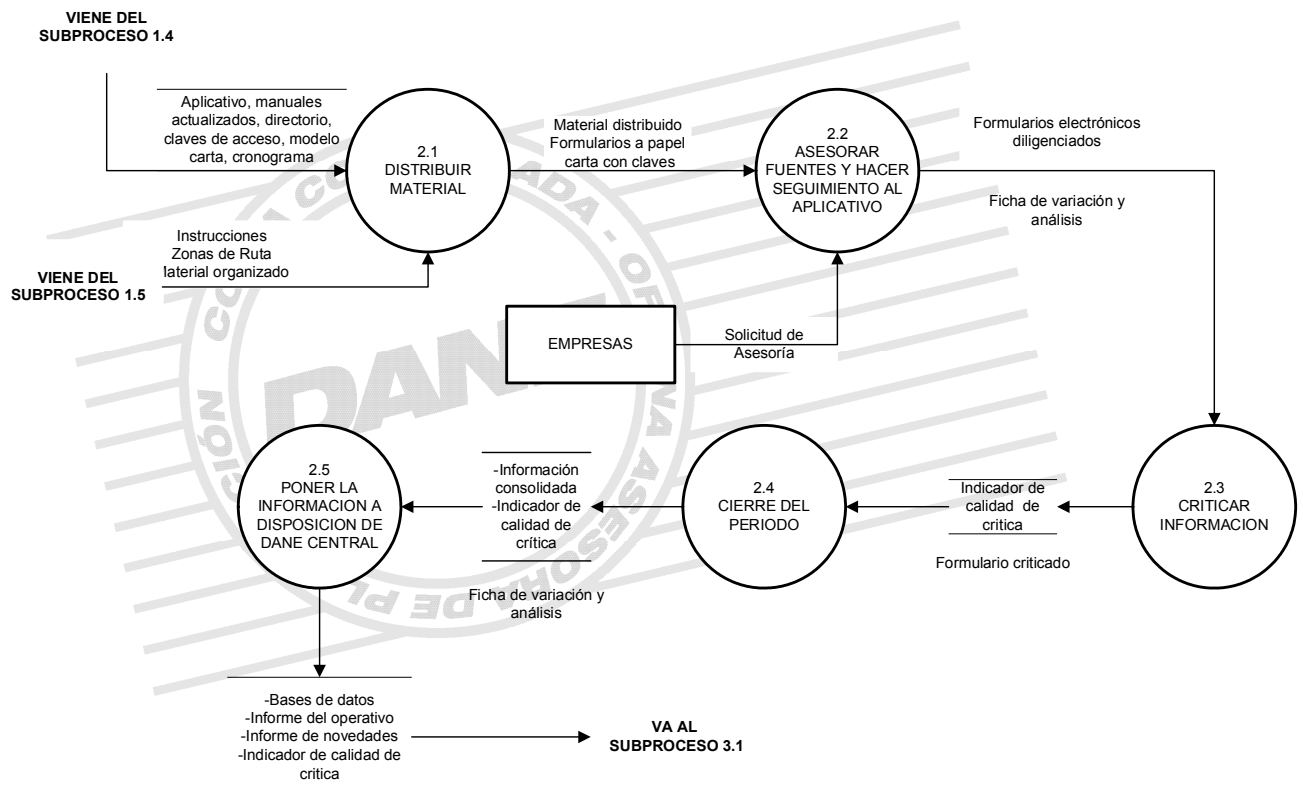 VIENE DEL
SUBPROCESO 1.4
Aplicativo, manuales
actualizados, directorio,
claves de acceso, modelo
carta, cronograma
2.1
DISTRIBUIR
MATERIAL
Material distribuido
Formularios a papel
carta con claves
2.2
ASESORAR
FUENTES Y HACER
SEGUIMIENTO AL
APLICATIVO
Formularios electrónicos
diligenciados
Ficha de variación y
análisis
Instrucciones
Zonas de Ruta
laterial organizado
VIENE DEL
SUBPROCESO 1.5
EMPRESAS
Solicitud de
Asesoría
2.5
PONER LA
INFORMACION A
DISPOSICION DE
DANE CENTRAL
-Información
consolidada
-Indicador de
calidad de
crítica
Ficha de variación y
análisis
2.4
CIERRE DEL
PERIODO
Indicador de
calidad de
critica
Formulario criticado
2.3
CRITICAR
INFORMACION
-Bases de datos
-Informe del operativo
-Informe de novedades
-Indicador de calidad de
critica
VA AL
SUBPROCESO 3.1
DAN
ASESORA DE